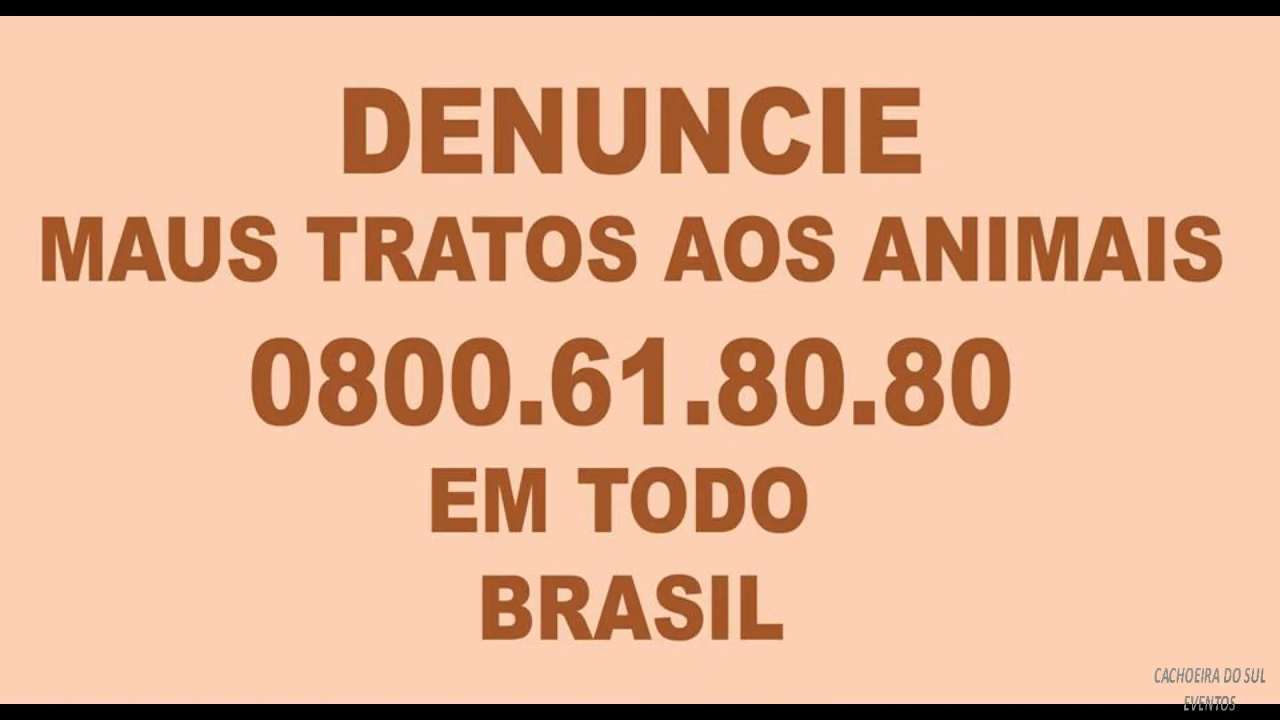 DENUNCIE
MAUS TRATOS AOS ANIMAIS
0800.61.80.80
EM TODO
BRASIL
CACHOEIRA DO SUL
EVENTOS